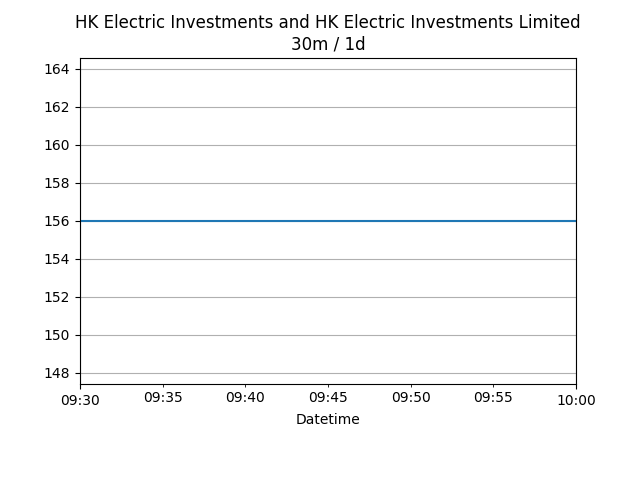 HK Electric Investments and HK Electric Investments Limited
30m / 1d
164
162
160
158
156
154
152
150
148
09:30 09:35 09:40 09:45 09:50 09:55 10:00
Datetime